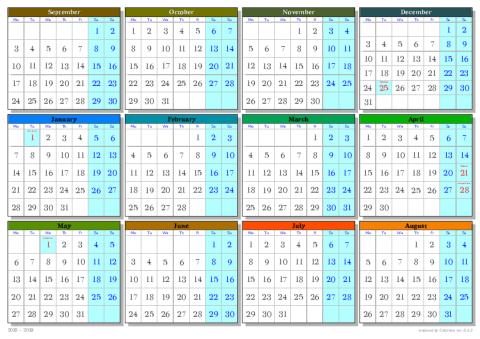 September
Mo Tu We Th Fr Sa Su
1 2
3 4 5 6 7 8 9
10 11 12 13 14 15 16
17 18 19 20 21 22 23
24 25 26 27 28 29 30
October
Mo Tu We Th Fr Sa Su
1 2 3 4 5 6 7
8 9 10 11 12 13 14
15 16 17 18 19 20 21
22 23 24 25 26 27 28
29 30 31
November
Mo Tu We Th Fr Sa Su
1 2 3 4
5 6 7 8 9 10 11
12 13 14 15 16 17 18
19 20 21 22 23 24 25
26 27 28 29 30
December
Mo Tu We Th Fr Sa Su
1 2
3 4 5 6 7 8 9
10 11 12 13 14 15 16
17 18 19 20 21 22 23
24 25 26 27 28 29 30
31
January
Mo Tu We Th Fr Sa Su
1 2 3 4 5 6
7 8 9 10 11 12 13
14 15 16 17 18 19 20
21 22 23 24 25 26 27
28 29 30 31
February
Mo Tu We Th Fr Sa Su
1 2 3
4 5 6 7 8 9 10
11 12 13 14 15 16 17
18 19 20 21 22 23 24
25 26 27 28
March
Mo Tu We Th Fr Sa Su
1 2 3
4 5 6 7 8 9 10
11 12 13 14 15 16 17
18 19 20 21 22 23 24
25 26 27 28 29 30 31
April
Mo Tu We Th Fr Sa Su
1 2 3 4 5 6 7
8 9 10 11 12 13 14
15 16 17 18 19 20 21
22 23 24 25 26 27 28
29 30
May
Mo Tu We Th Fr Sa Su
1 2 3 4 5
6 7 8 9 10 11 12
13 14 15 16 17 18 19
20 21 22 23 24 25 26
27 28 29 30 31
June
Mo Tu We Th Fr Sa Su
1 2
3 4 5 6 7 8 9
10 11 12 13 14 15 16
17 18 19 20 21 22 23
24 25 26 27 28 29 30
July
Mo Tu We Th Fr Sa Su
1 2 3 4 5 6 7
8 9 10 11 12 13 14
15 16 17 18 19 20 21
22 23 24 25 26 27 28
29 30 31
August
Mo Tu We Th Fr Sa Su
1 2 3 4
5 6 7 8 9 10 11
12 13 14 15 16 17 18
19 20 21 22 23 24 25
26 27 28 29 30 31
2018 - 2019